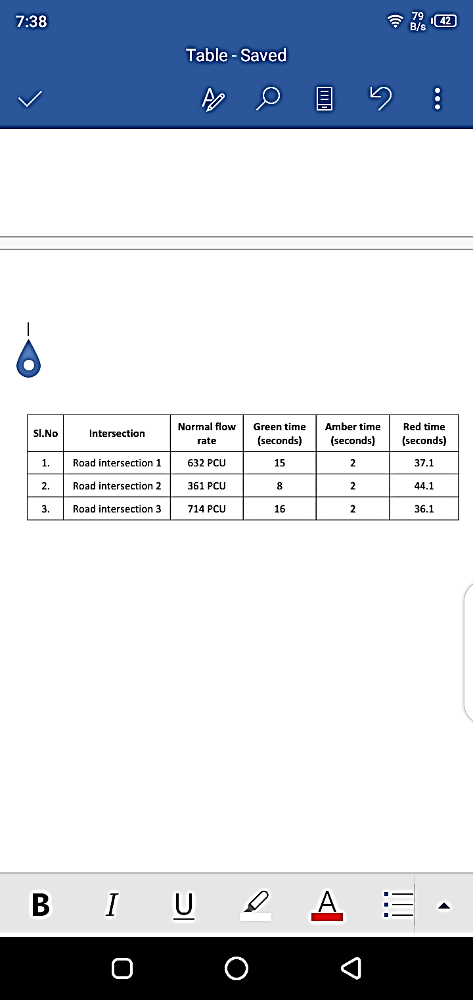 7:38
79
B/s
42
Table - Saved
Sl.No Intersection Normal flow rate Green time (seconds) Amber time (seconds) Red time (seconds)
1. Road intersection 1 632 PCU 15 2 37.1
2. Road intersection 2 361 PCU 8 2 44.1
3. Road intersection 3 714 PCU 16 2 36.1
B I U A